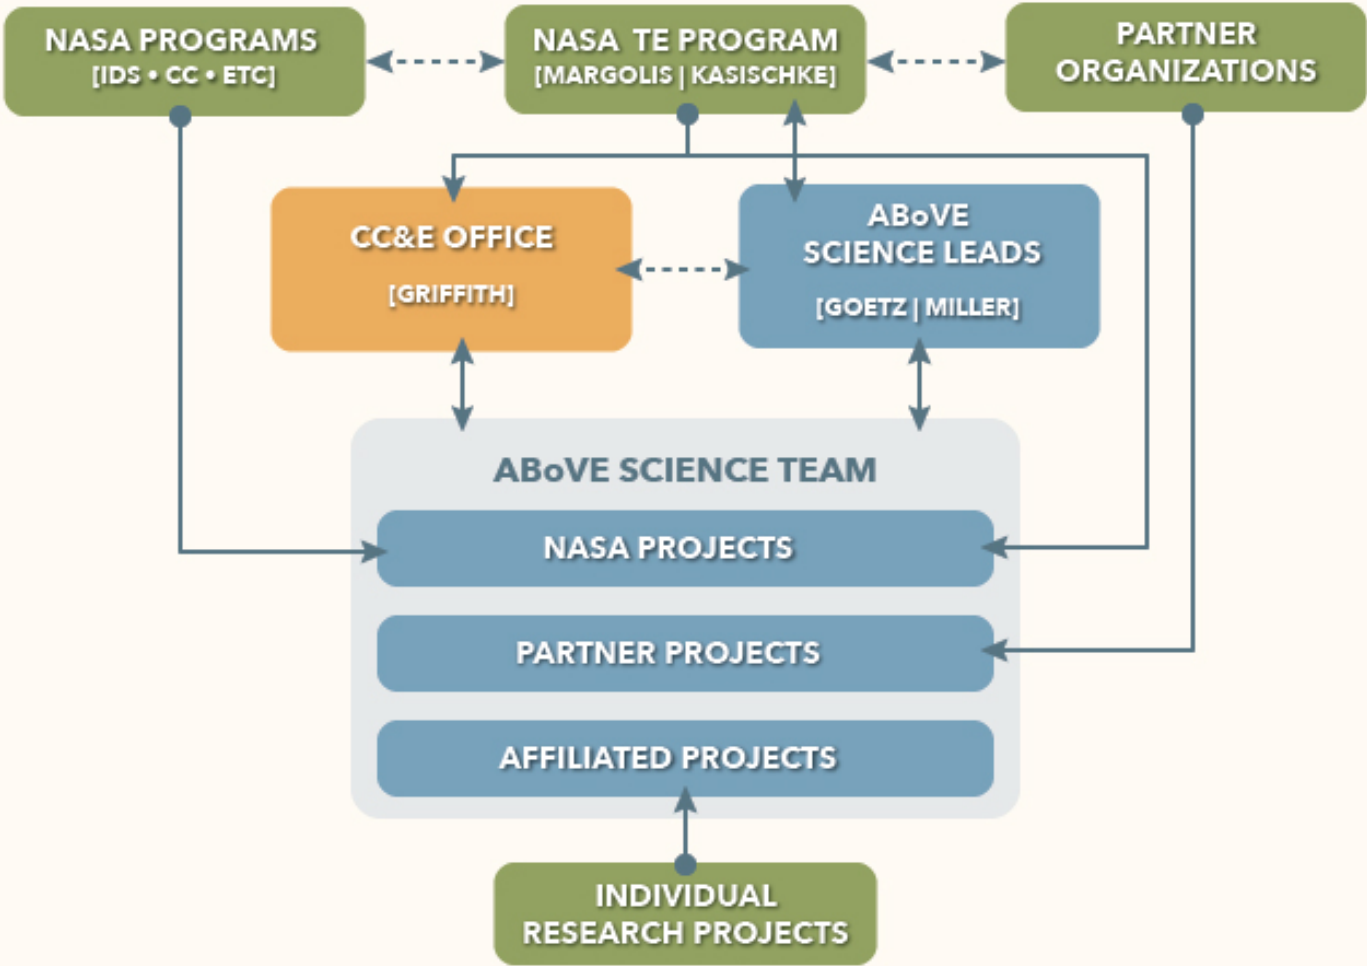 NASA PROGRAMS
[IDS • CC • ETC]
NASA TE PROGRAM
[MARGOLIS | KASISCHKE]
PARTNER
ORGANIZATIONS
CC&E OFFICE
[GRIFFITH]
ABoVE
SCIENCE LEADS
[GOETZ | MILLER]
ABoVE SCIENCE TEAM
NASA PROJECTS
PARTNER PROJECTS
AFFILIATED PROJECTS
INDIVIDUAL
RESEARCH PROJECTS